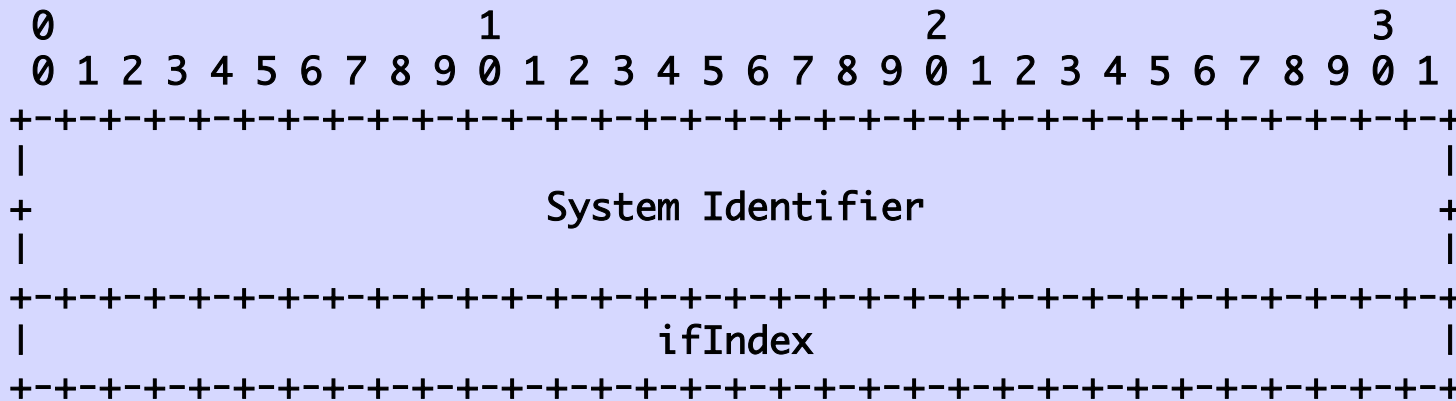 0                   1                   2                   3
 0 1 2 3 4 5 6 7 8 9 0 1 2 3 4 5 6 7 8 9 0 1 2 3 4 5 6 7 8 9 0 1
+-+-+-+-+-+-+-+-+-+-+-+-+-+-+-+-+-+-+-+-+-+-+-+-+-+-+-+-+-+-+-+-+
|                                                               |
+                       System Identifier                       +
|                                                               |
+-+-+-+-+-+-+-+-+-+-+-+-+-+-+-+-+-+-+-+-+-+-+-+-+-+-+-+-+-+-+-+-+
|                            ifIndex                            |
+-+-+-+-+-+-+-+-+-+-+-+-+-+-+-+-+-+-+-+-+-+-+-+-+-+-+-+-+-+-+-+-+